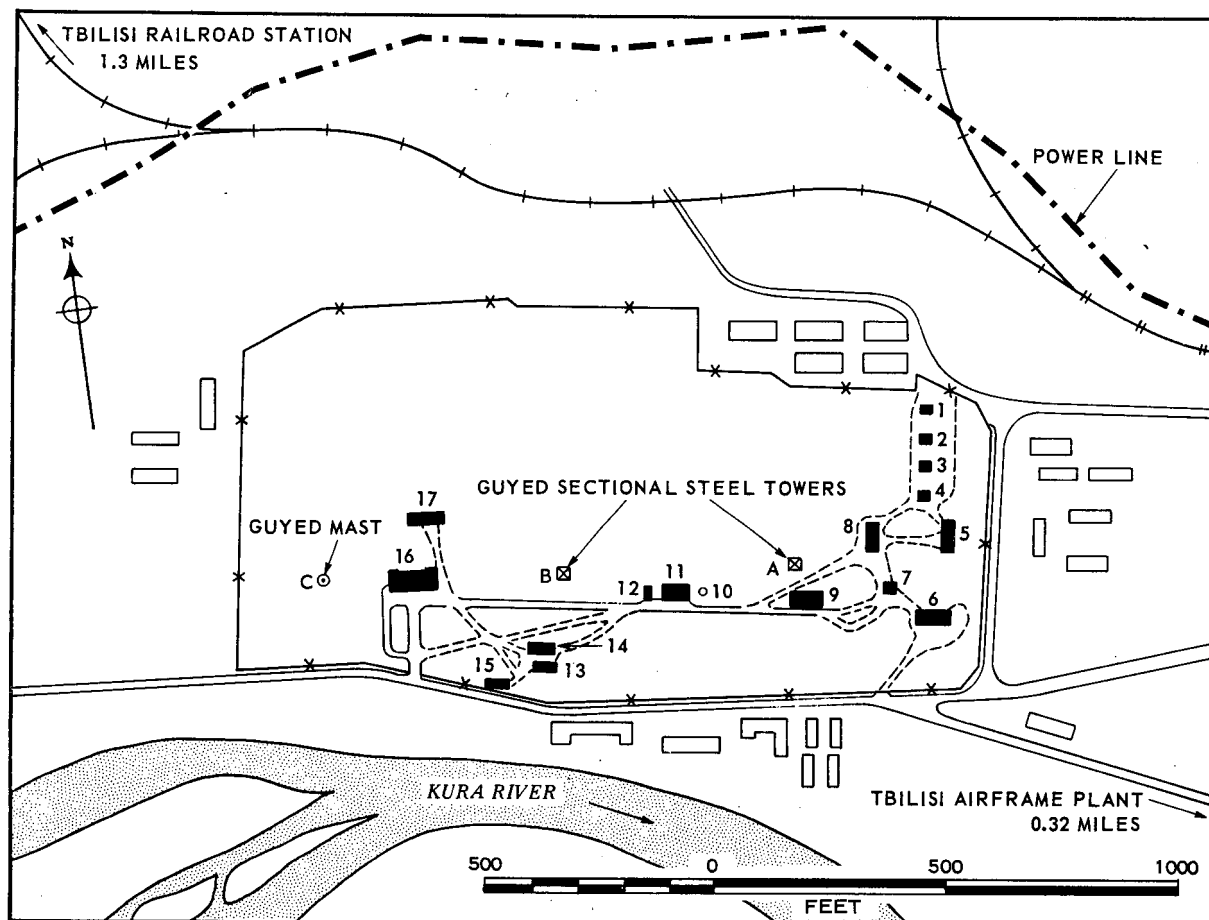 TBILISI RAILROAD STATION
1.3 MILES
POWER LINE
N
1
2
3
4
GUYED SECTIONAL STEEL TOWERS
17
GUYED MAST
8
5
16
C
B
A
12
11
10
9
7
6
14
13
15
KURA RIVER
TBILISI AIRFRAME PLANT
0.32 MILES
500
0
500
1000
FEET